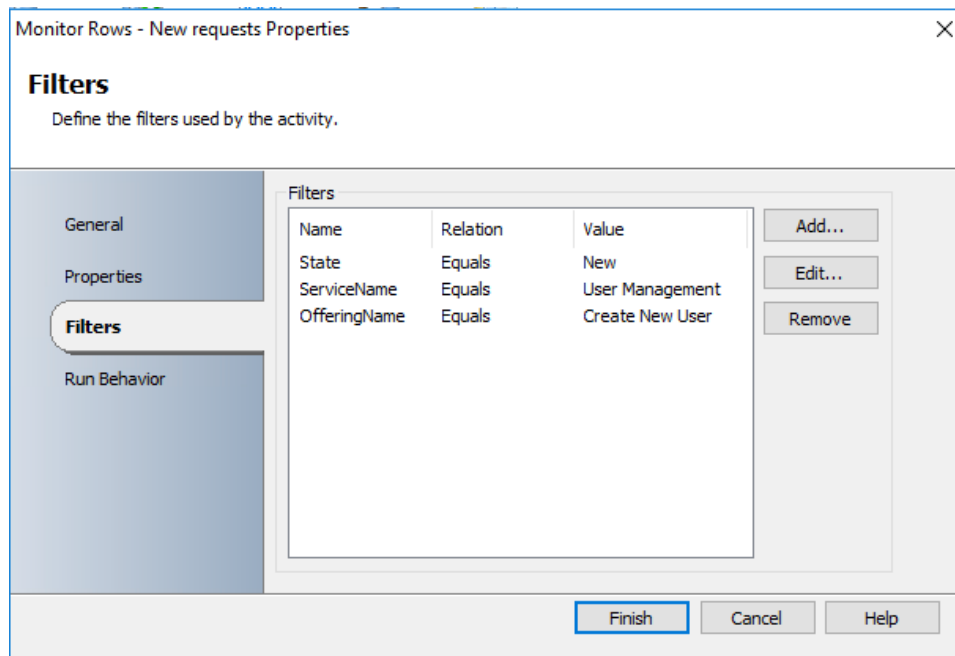 Monitor Rows - New requests Properties
Filters
Define the filters used by the activity.
General
Properties
Filters
Run Behavior
Filters
Name Relation Value
State Equals New
ServiceName Equals User Management
OfferingName Equals Create New User
Add...
Edit...
Remove
Finish Cancel Help